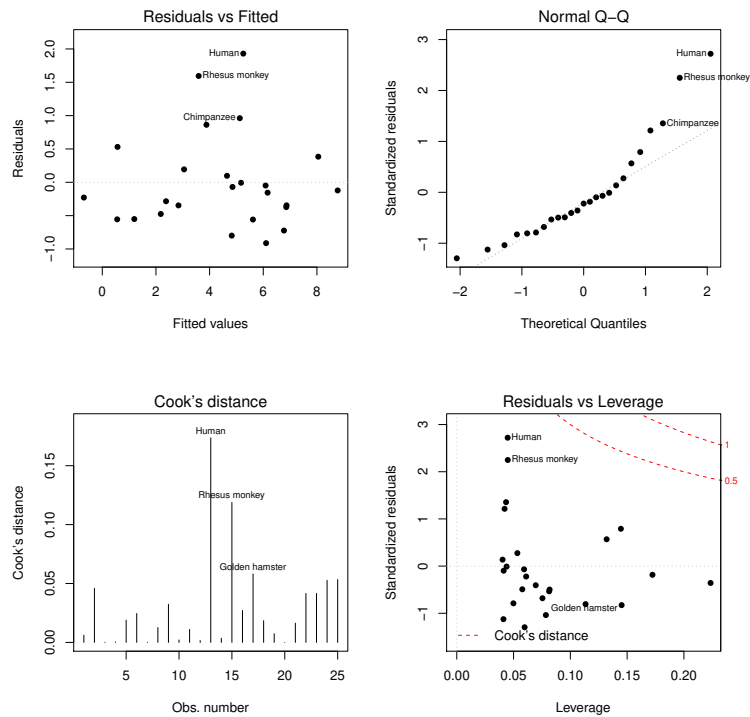 Residuals vs Fitted
2.0
1.5
1.0
0.0
−1.0
Residuals
Human
Rhesus monkey
Chimpanzee
0 2 4 6 8
Fitted values
Normal Q−Q
3
2
1
0
−1
Standardized residuals
Human
Rhesus monkey
Chimpanzee
−2 −1 0 1 2
Theoretical Quantiles
Cook's distance
0.15
0.10
0.05
0.00
Cook's distance
Human
Rhesus monkey
Golden hamster
5 10 15 20 25
Obs. number
Residuals vs Leverage
3
2
1
0
−1
Standardized residuals
Human
Rhesus monkey
1
0.5
Golden hamster
Cook's distance
0.00 0.05 0.10 0.15 0.20
Leverage